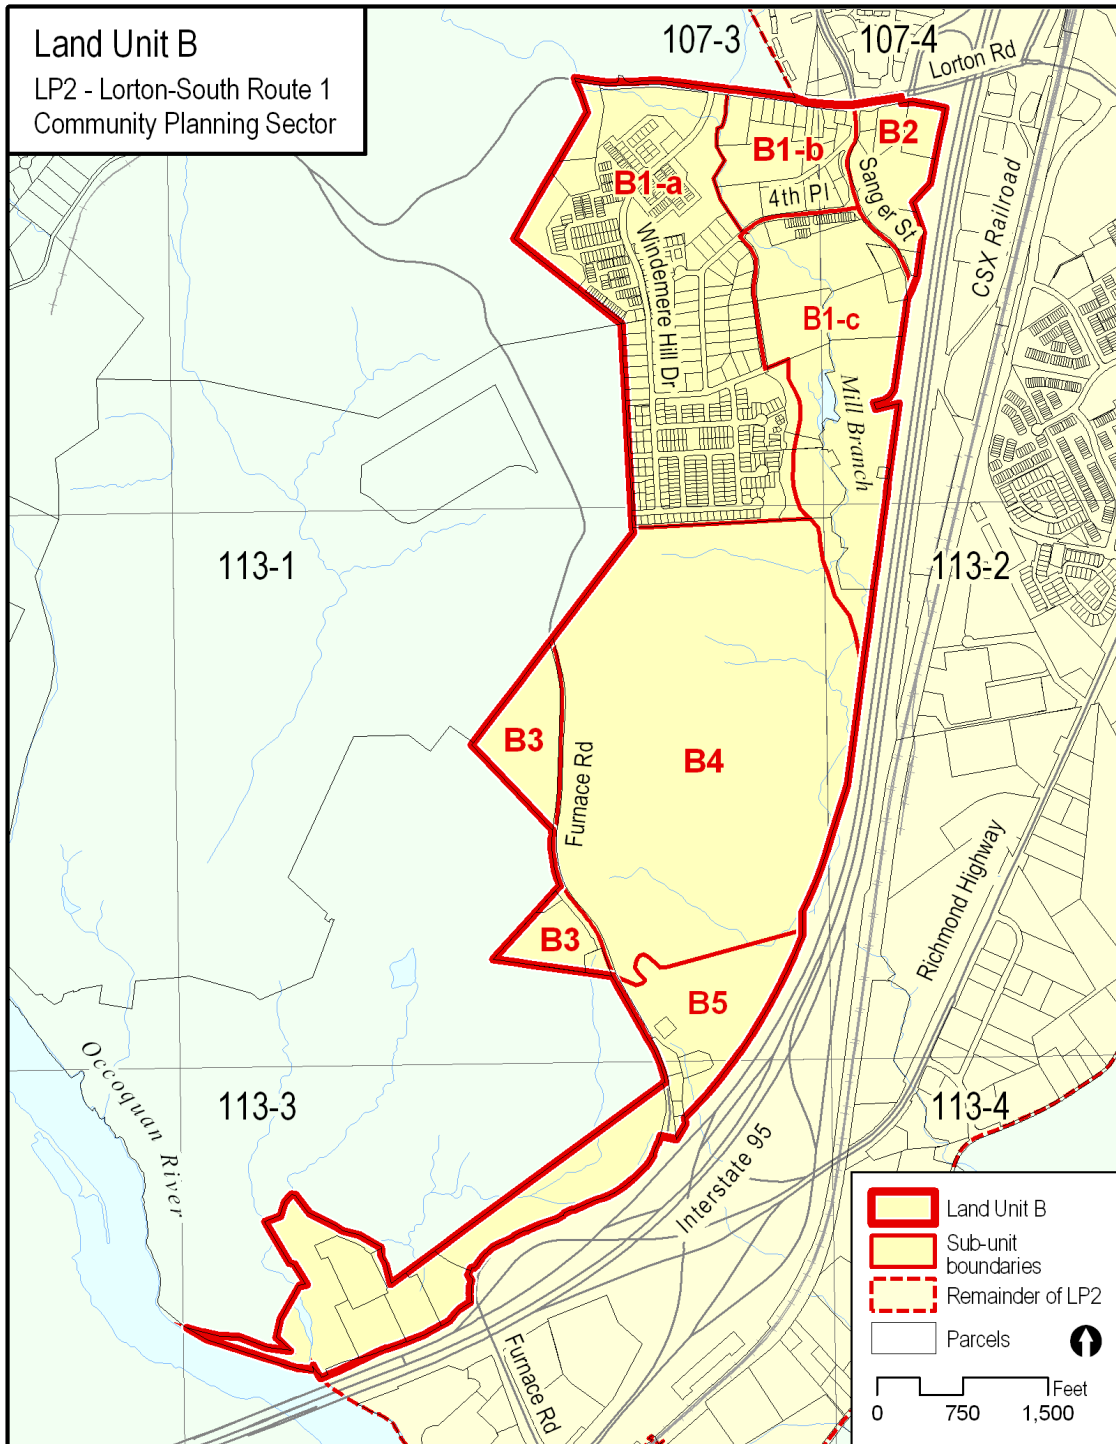 Land Unit B
LP2 - Lorton-South Route 1
Community Planning Sector
107-3
107-4
Lorton Rd
B2
B1-b
B1-a
4th Pl
Sanger St
CSX Railroad
Windemere Hill Dr
B1-c
Mill Branch
113-1
113-2
B3
Furnace Rd
B4
Richmond Highway
B3
B5
Occoquan River
113-3
113-4
Interstate 95
Furnace Rd
Land Unit B
Sub-unit
boundaries
Remainder of LP2
Parcels
Feet
0 750 1,500